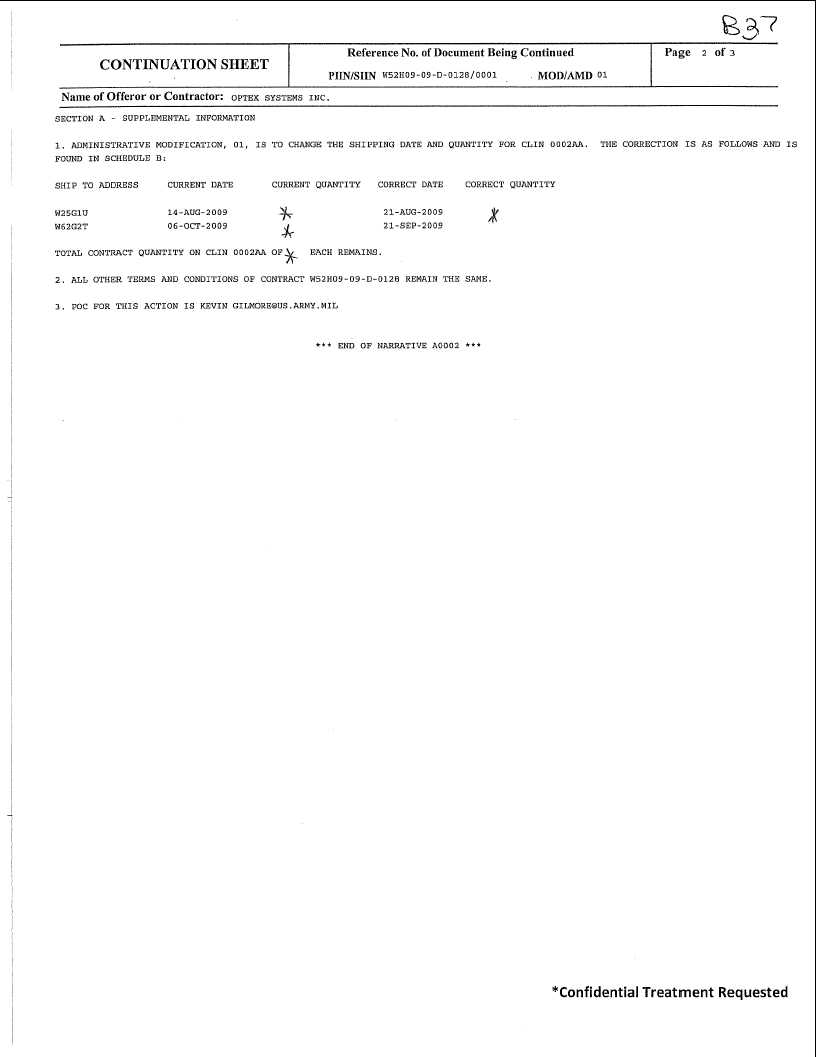 B37
CONTINUATION SHEET
Reference No. of Document Being Continued
PIIN/SIIN W52H09-09-D-0128/0001 MOD/AMD 01
Page 2 of 3
Name of Offeror or Contractor: OPTEX SYSTEMS INC.
SECTION A - SUPPLEMENTAL INFORMATION
1. ADMINISTRATIVE MODIFICATION, 01, IS TO CHANGE THE SHIPPING DATE AND QUANTITY FOR CLIN 0002AA. THE CORRECTION IS AS FOLLOWS AND IS
FOUND IN SCHEDULE B:
SHIP TO ADDRESS CURRENT DATE CURRENT QUANTITY CORRECT DATE CORRECT QUANTITY
W25G1U 14-AUG-2009 * 21-AUG-2009 *
W62G2T 06-OCT-2009 * 21-SEP-2009
TOTAL CONTRACT QUANTITY ON CLIN 0002AA OF * EACH REMAINS.
2. ALL OTHER TERMS AND CONDITIONS OF CONTRACT W52H09-09-D-0128 REMAIN THE SAME.
3. POC FOR THIS ACTION IS KEVIN GILMORE@US.ARMY.MIL
*** END OF NARRATIVE A0002 ***
*Confidential Treatment Requested